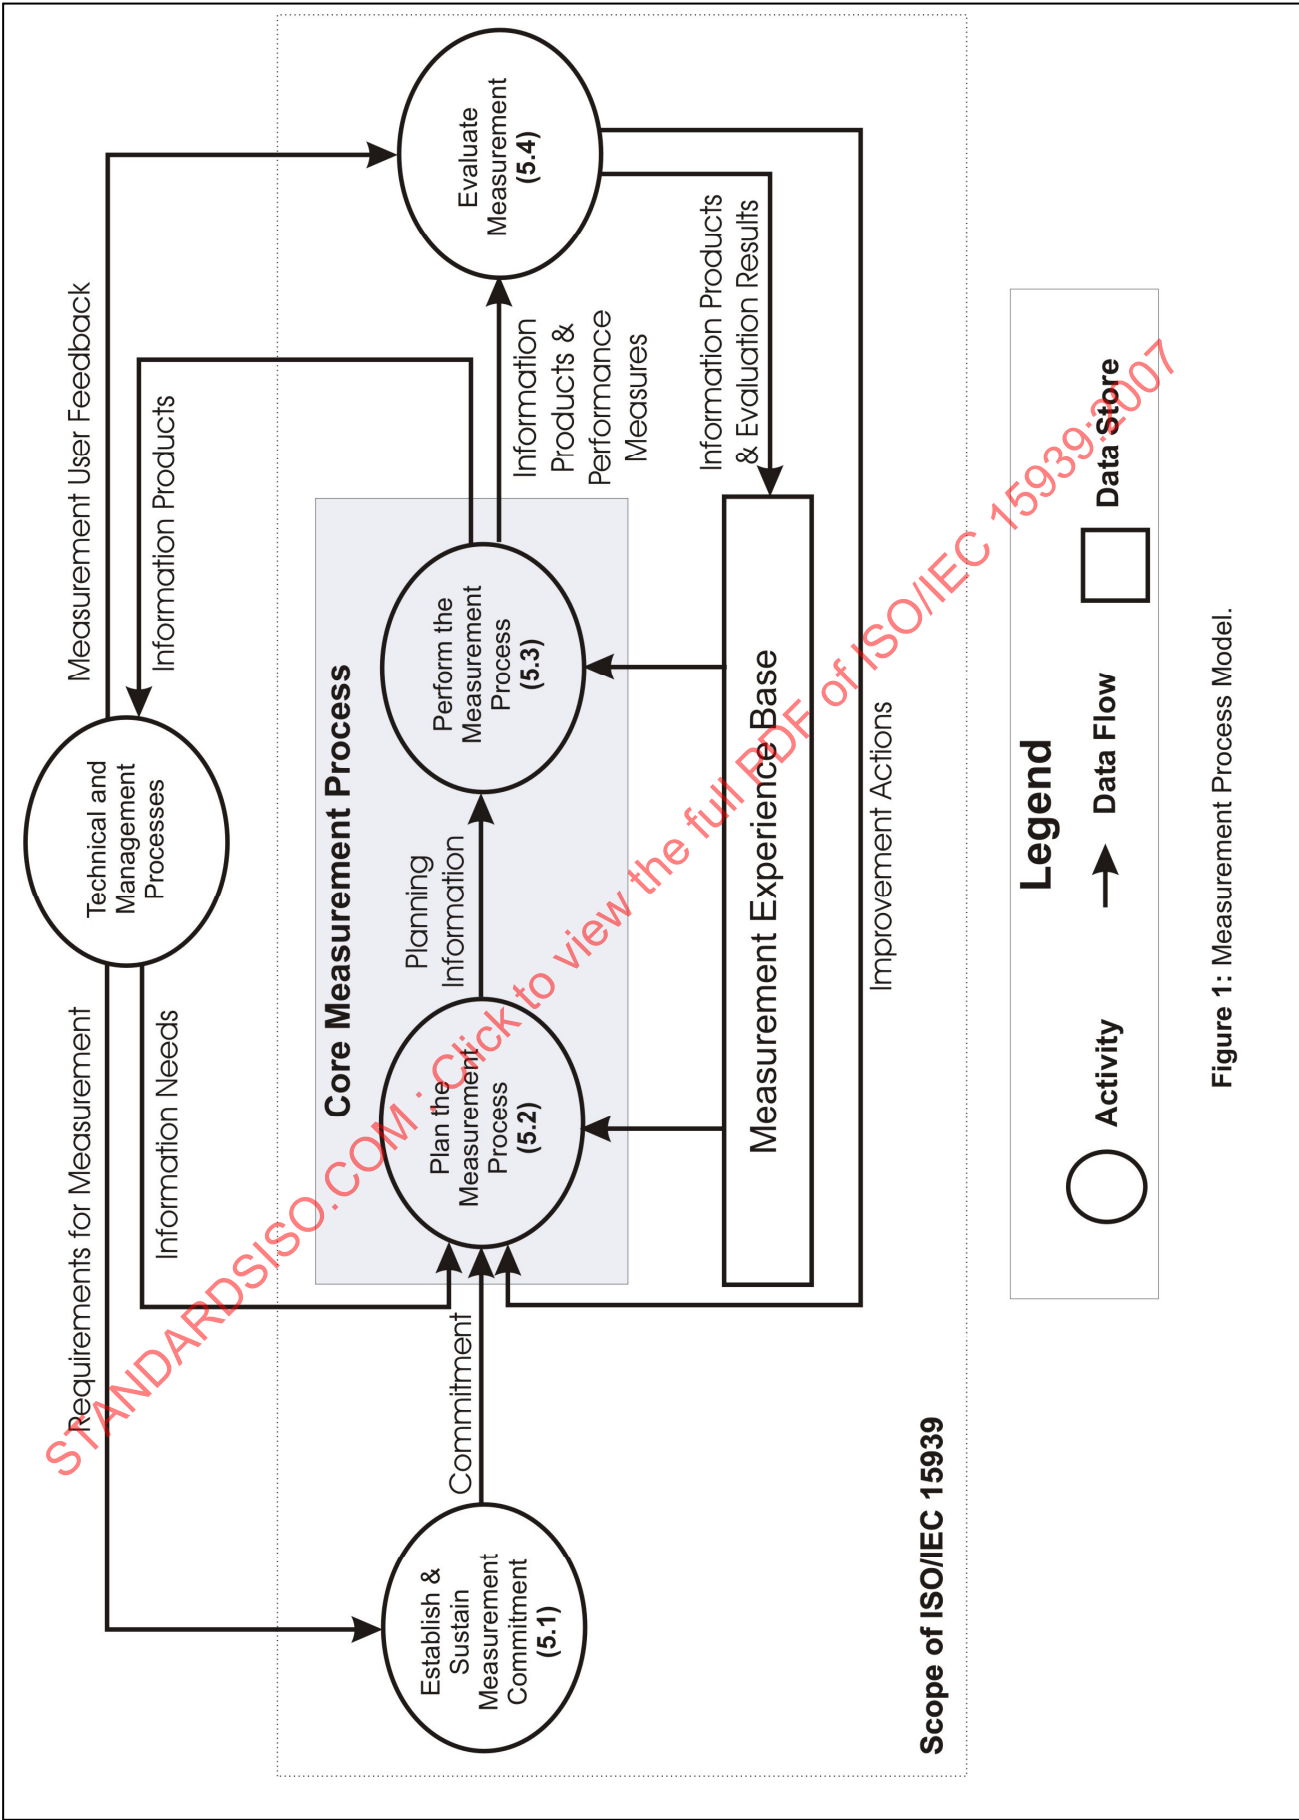 Requirements for Measurement
Measurement User Feedback
Technical and
Management
Processes
Information Needs
Information Products
Core Measurement Process
Establish &
Sustain
Measurement
Commitment
(5.1)
Commitment
Plan the
Measurement
Process
(5.2)
Planning
Information
Perform the
Measurement
Process
(5.3)
Information
Products &
Performance
Measures
Evaluate
Measurement
(5.4)
Information Products
& Evaluation Results
Measurement Experience Base
Improvement Actions
Scope of ISO/IEC 15939
Legend
Activity
Data Flow
Data Store
Figure 1: Measurement Process Model.
STANDARDSISO.COM : Click to view the full PDF of ISO/IEC 15939:2007